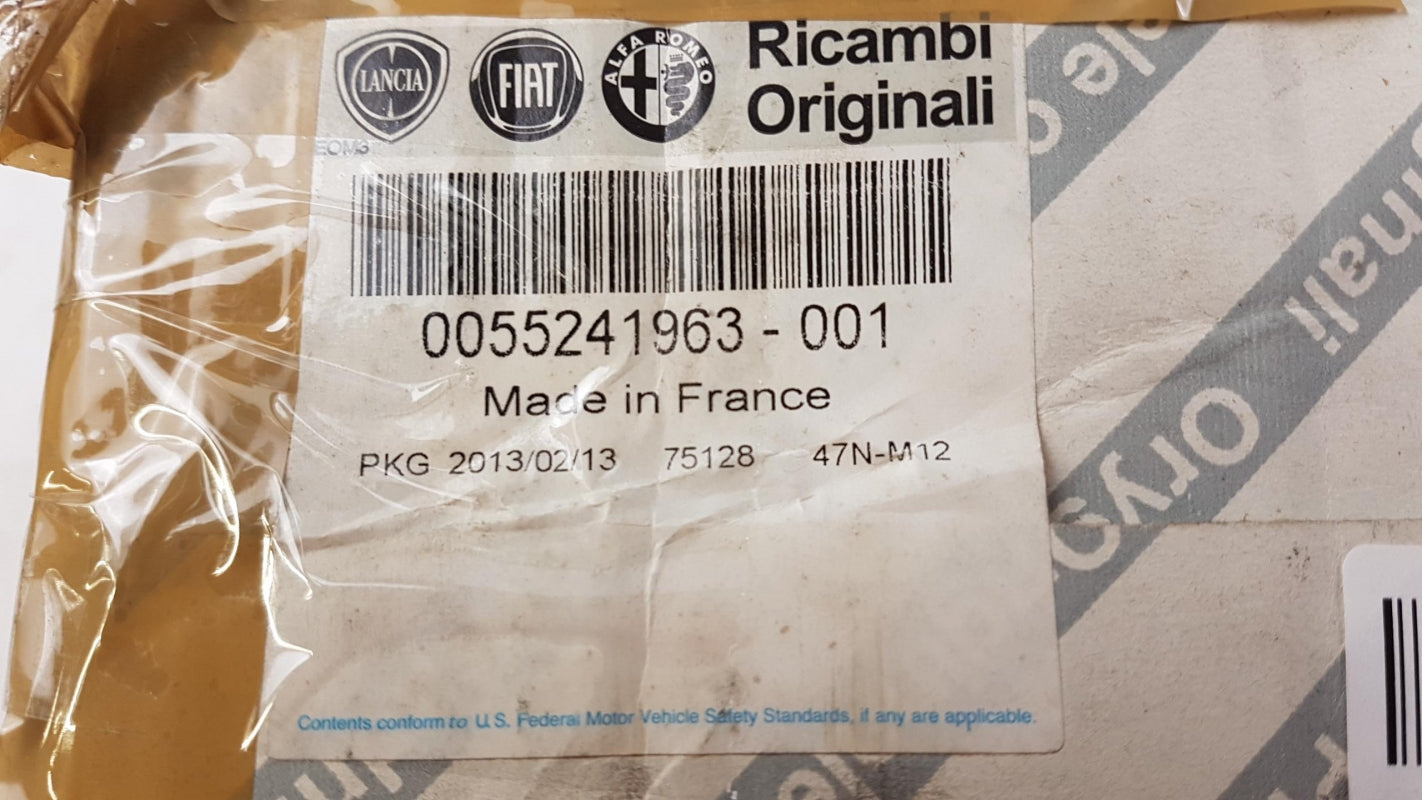 LANCIA FIAT ALFA ROMEO Ricambi
Originali
0055241963 - 001
Made in France
PKG 2013/02/13 75128 47N-M12
Contents conform to U.S. Federal Motor Vehicle Safety Standards, if any are applicable.